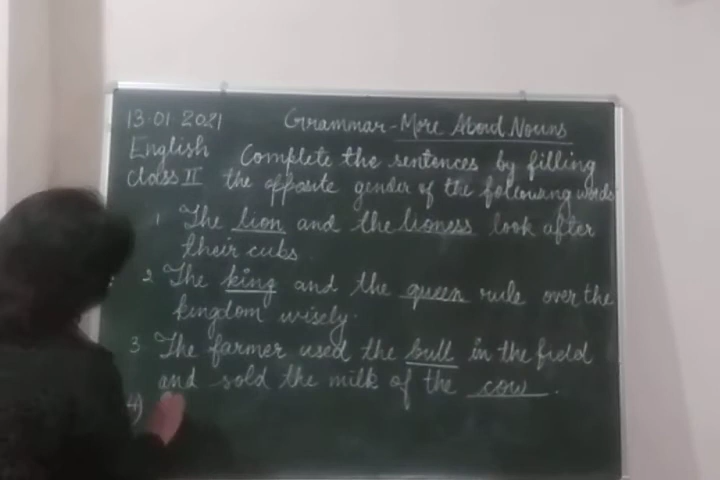 13.01.2021 Grammar - More About Nouns
English Complete the sentences by filling
class II the opposite gender of the following words
1 The lion and the lioness look after
their cubs.
2 The king and the queen rule over the
kingdom wisely.
3 The farmer used the bull in the field
and sold the milk of the cow.
4)